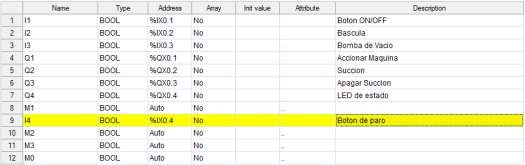 Name Type Address Array Init value Attribute Description
1 I1 BOOL %IX0.1 No Boton ON/OFF
2 I2 BOOL %IX0.2 No Bascula
3 I3 BOOL %IX0.3 No Bomba de Vacio
4 Q1 BOOL %QX0.1 No Accionar Maquina
5 Q2 BOOL %QX0.2 No Succion
6 Q3 BOOL %QX0.3 No Apagar Succion
7 Q4 BOOL %QX0.4 No LED de estado
8 M1 BOOL Auto No ..
9 I4 BOOL %IX0.4 No Boton de paro
10 M2 BOOL Auto No ..
11 M3 BOOL Auto No ..
12 M0 BOOL Auto No ..